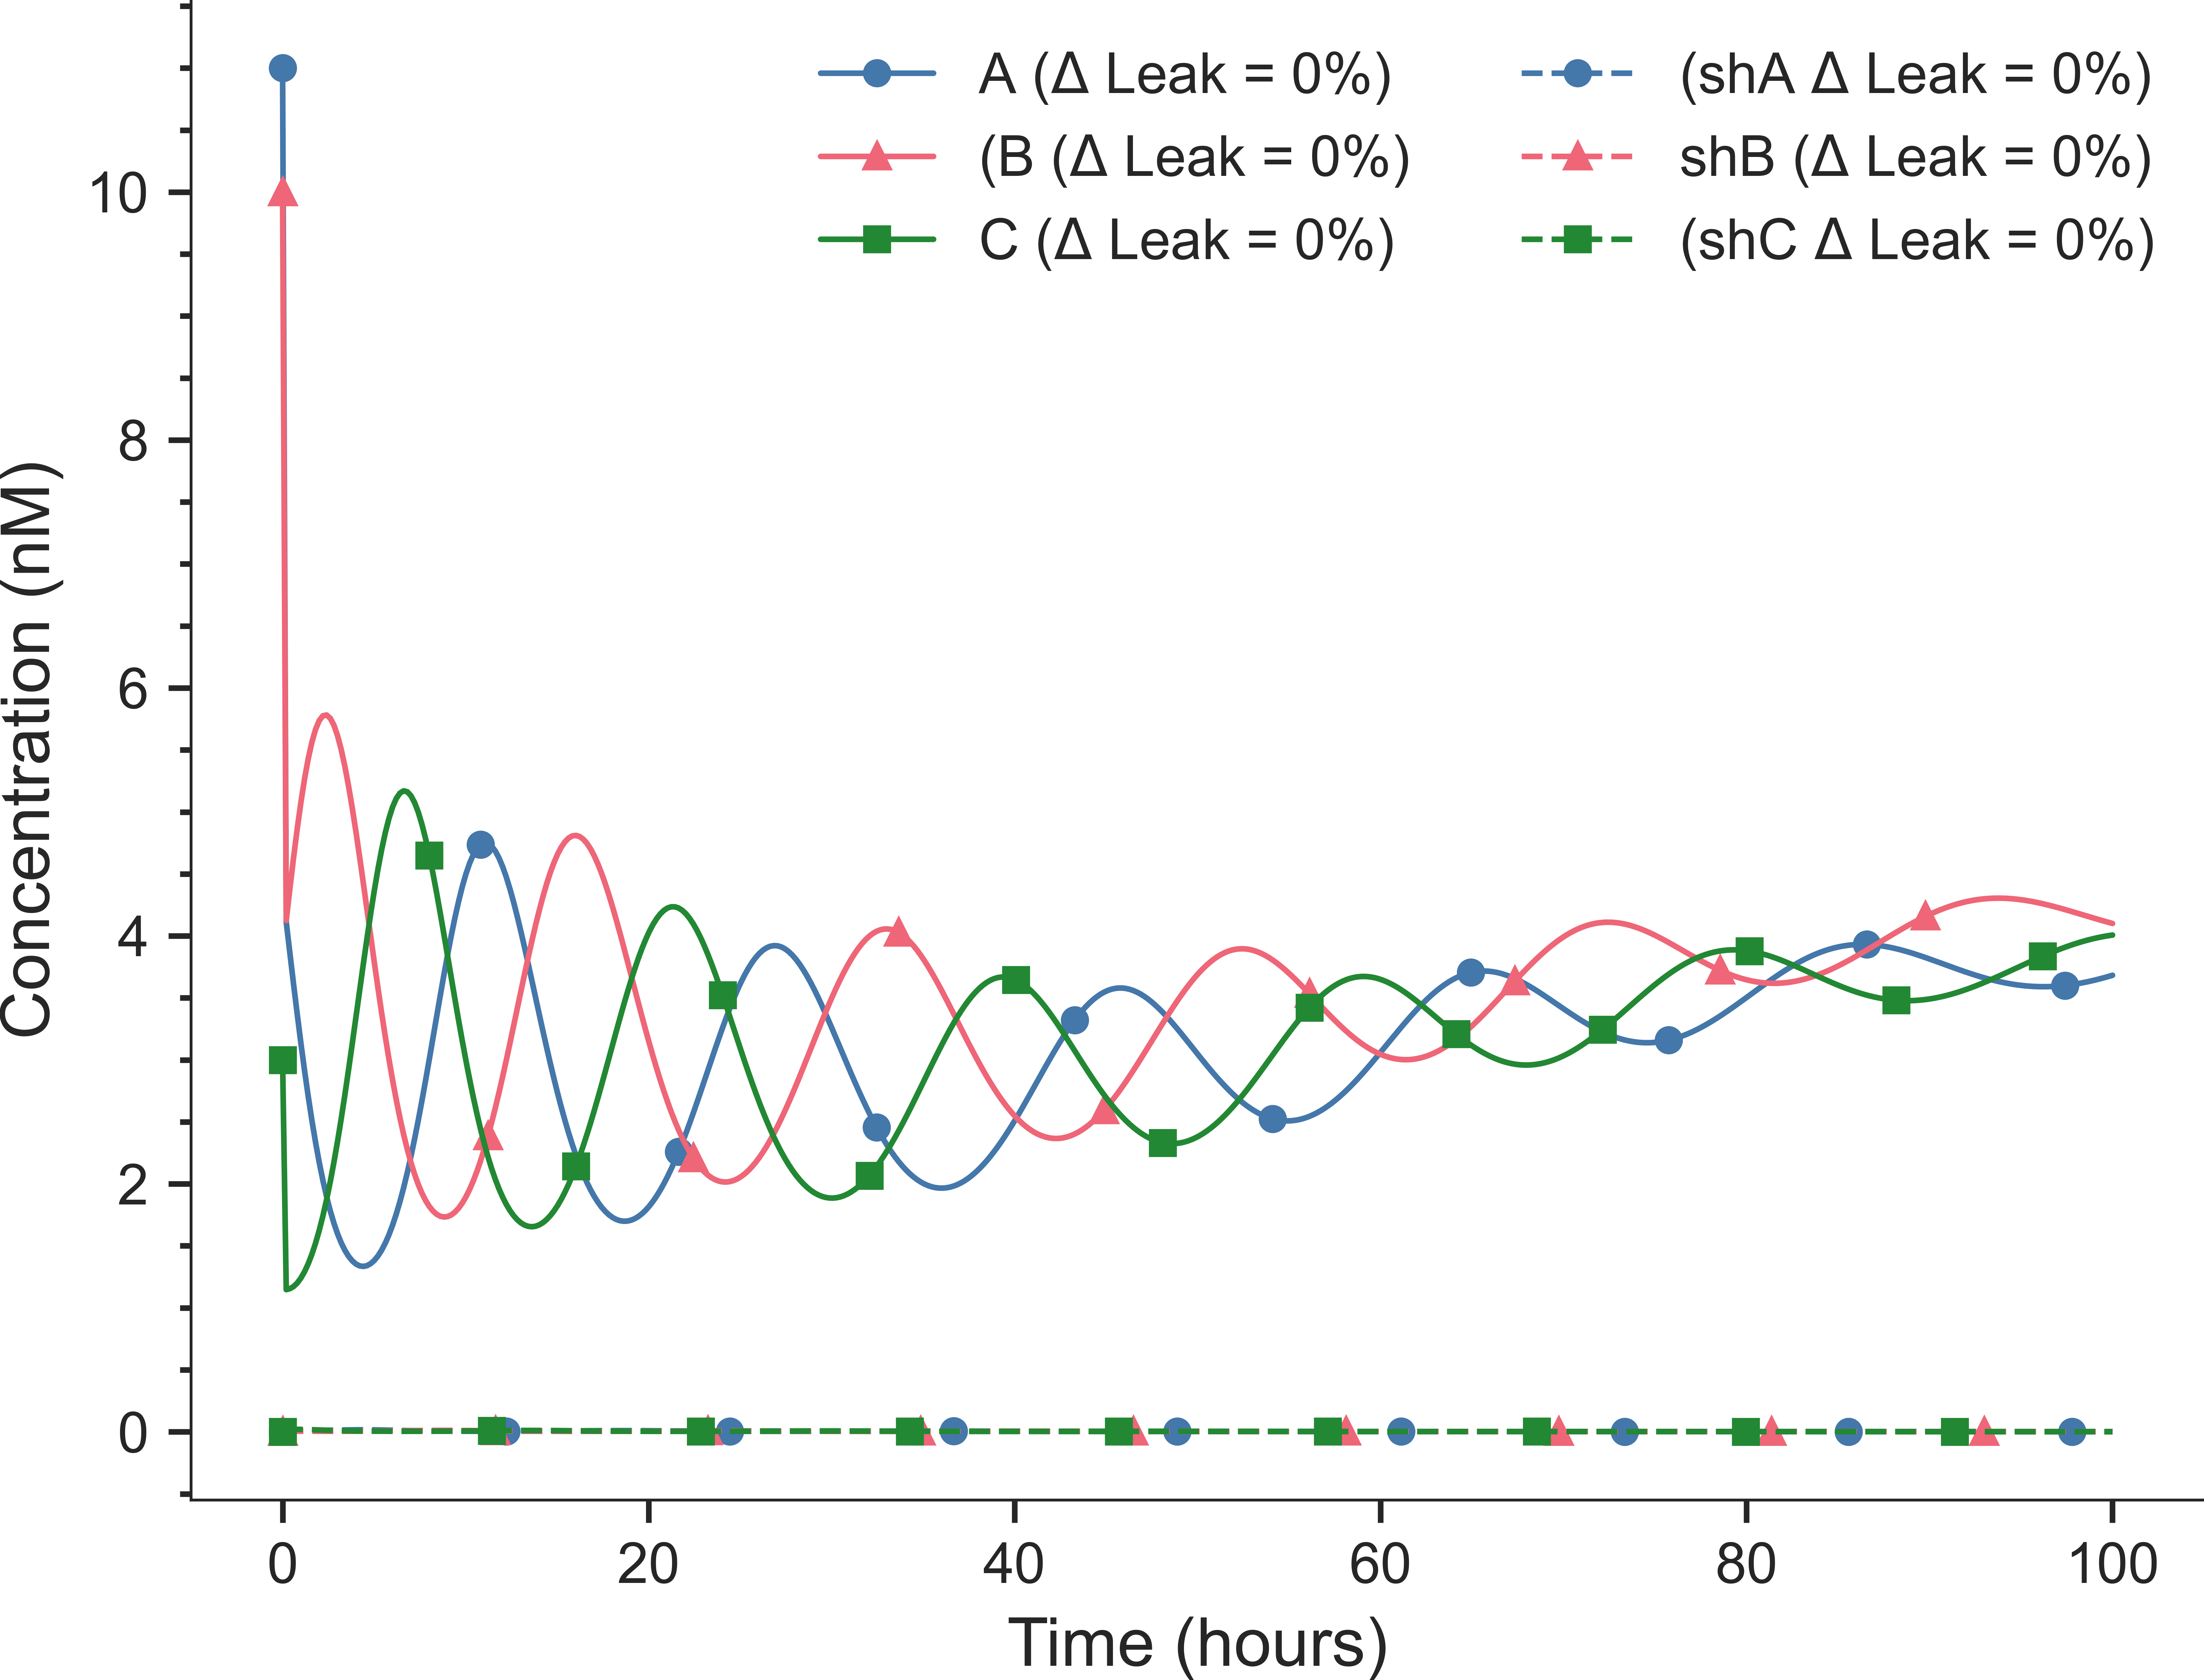 A (Δ Leak = 0%)
(B (Δ Leak = 0%)
C (Δ Leak = 0%)
(shA Δ Leak = 0%)
shB (Δ Leak = 0%)
(shC Δ Leak = 0%)
Concentration (nM)
10
8
6
4
2
0
0
20
40
60
80
100
Time (hours)